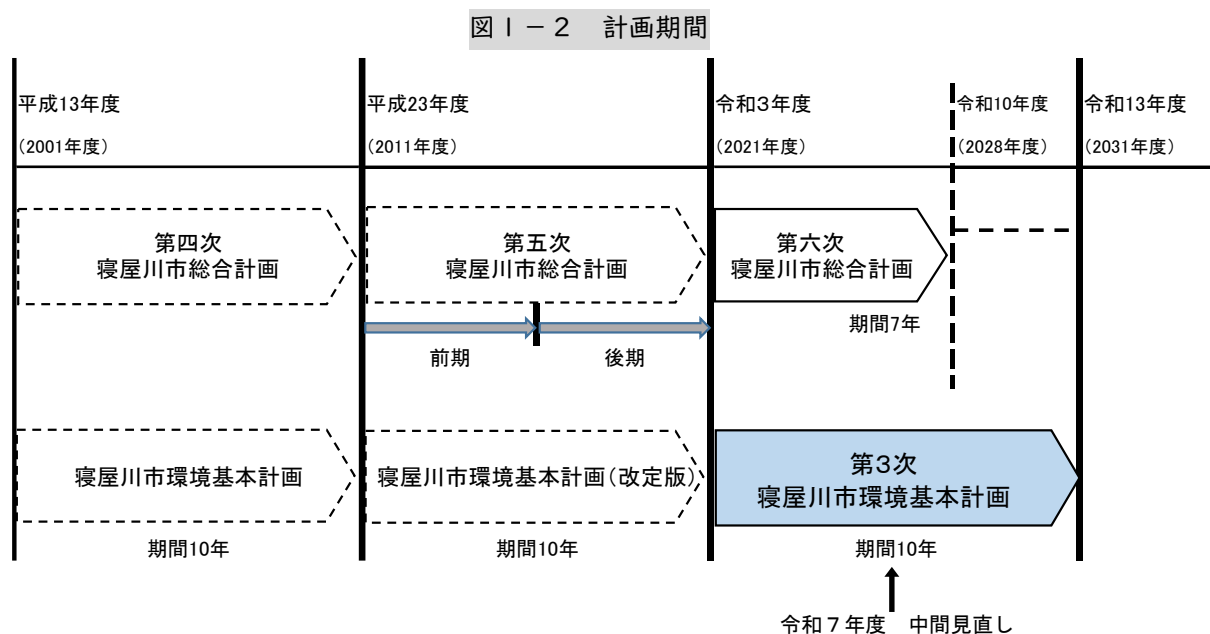 図Ⅰ－２　計画期間
平成13年度
(2001年度)
平成23年度
(2011年度)
令和３年度
(2021年度)
令和10年度
(2028年度)
令和13年度
(2031年度)
第四次
寝屋川市総合計画
第五次
寝屋川市総合計画
第六次
寝屋川市総合計画
期間7年
前期
後期
寝屋川市環境基本計画
寝屋川市環境基本計画(改定版)
第3次
寝屋川市環境基本計画
期間10年
期間10年
期間10年
令和７年度　中間見直し